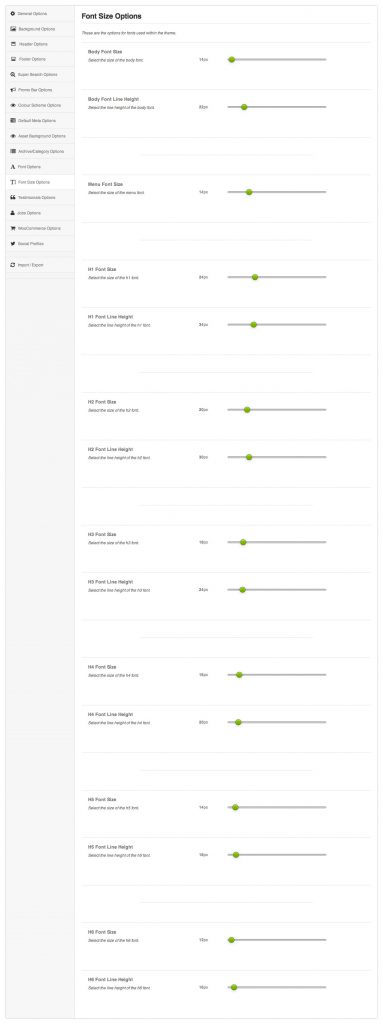 General Options
Background Options
Header Options
Footer Options
Super Search Options
Promo Bar Options
Colour Scheme Options
Default Meta Options
Asset Background Options
Archive/Category Options
Font Options
Font Size Options
Testimonials Options
Jobs Options
WooCommerce Options
Social Profiles
Import / Export
Font Size Options
These are the options for fonts used within the theme.
Body Font Size
Select the size of the body font.
14px
Body Font Line Height
Select the line height of the body font.
Menu Font Size
Select the size of the menu font.
14px
H1 Font Size
Select the size of the h1 font.
24px
H1 Font Line Height
Select the line height of the h1 font.
34px
H2 Font Size
Select the size of the h2 font.
20px
H2 Font Line Height
Select the line height of the h2 font.
30px
H3 Font Size
Select the size of the h3 font.
18px
H3 Font Line Height
Select the line height of the h3 font.
24px
H4 Font Size
Select the size of the h4 font.
16px
H4 Font Line Height
Select the line height of the h4 font.
20px
H5 Font Size
Select the size of the h5 font.
14px
H5 Font Line Height
Select the line height of the h5 font.
18px
H6 Font Size
Select the size of the h6 font.
12px
H6 Font Line Height
Select the line height of the h6 font.
16px